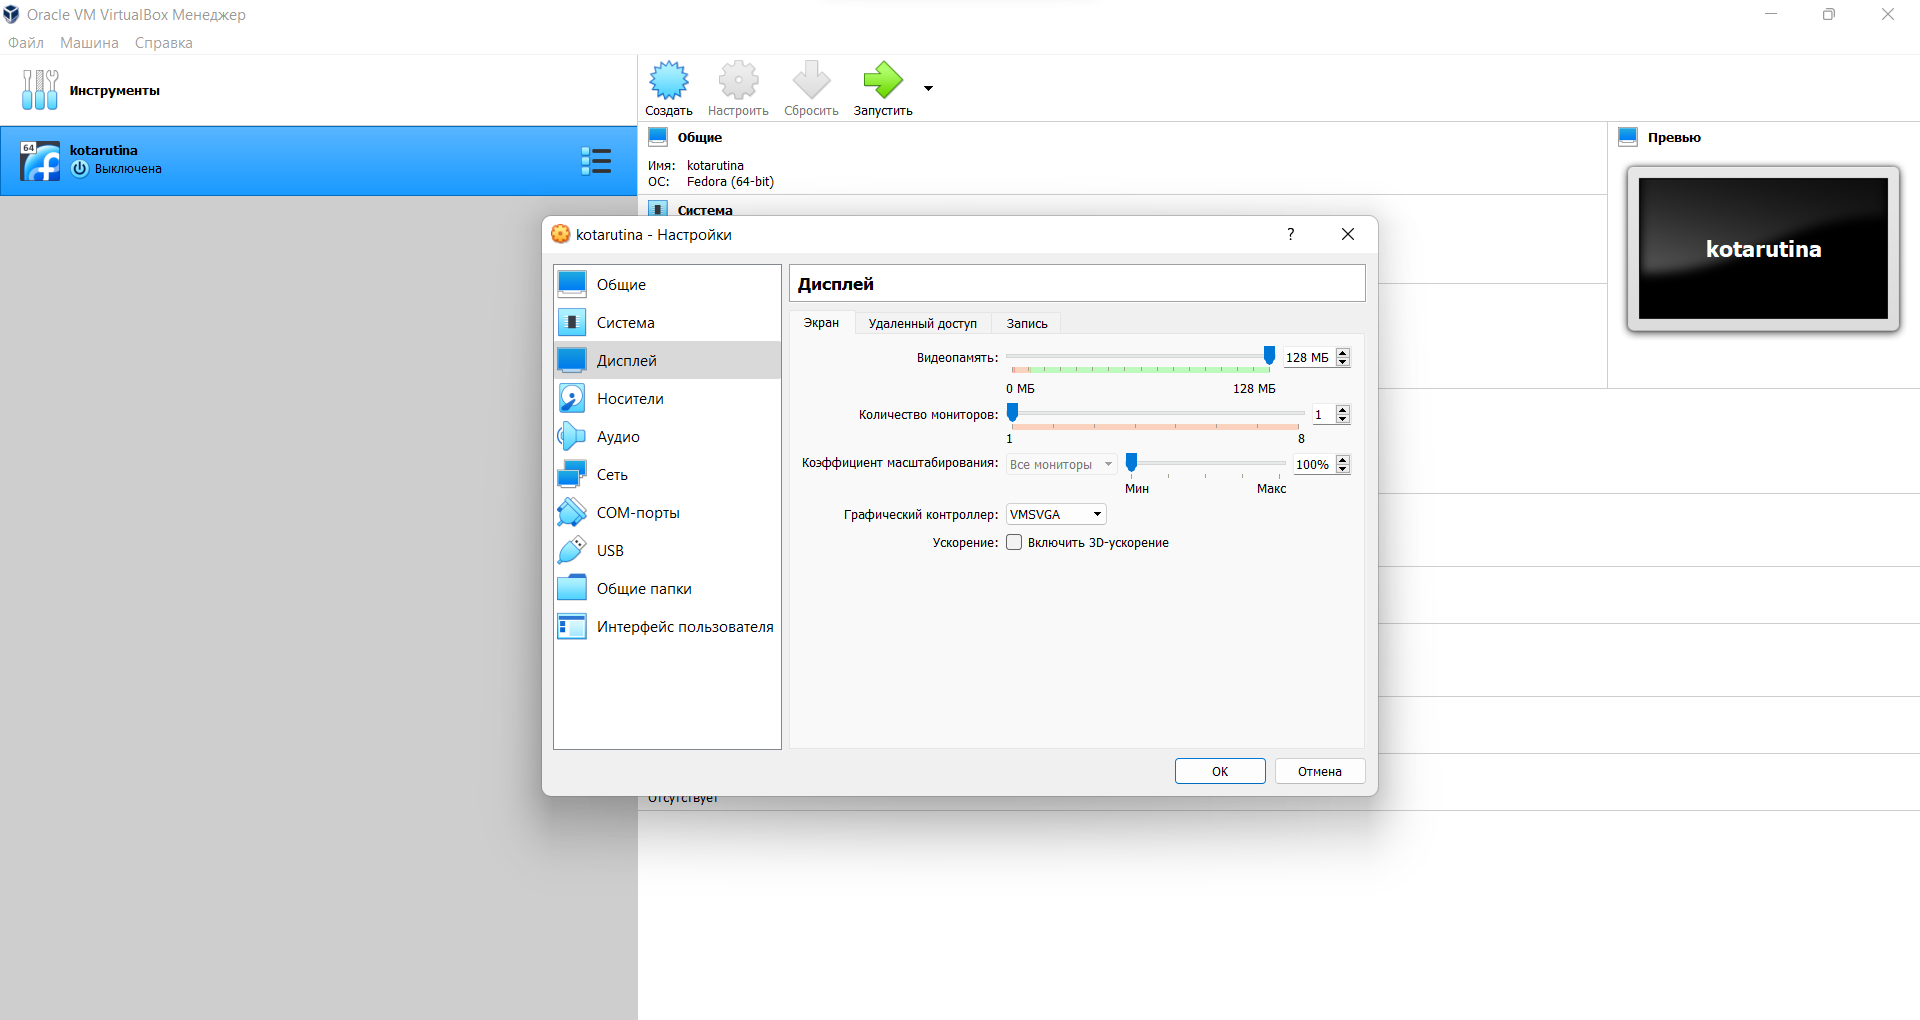 Oracle VM VirtualBox Менеджер
Файл Машина Справка
Инструменты
Создать Настроить Сбросить Запустить
64
kotarutina
Выключена
Общие
Имя: kotarutina
ОС: Fedora (64-bit)
Система
Превью
kotarutina
kotarutina - Настройки
?
Общие
Система
Дисплей
Носители
Аудио
Сеть
COM-порты
USB
Общие папки
Интерфейс пользователя
Дисплей
Экран Удаленный доступ Запись
Видеопамять: 128 МБ
0 МБ 128 МБ
Количество мониторов: 1
1 8
Коэффициент масштабирования: Все мониторы 100%
Мин Макс
Графический контроллер: VMSVGA
Ускорение: Включить 3D-ускорение
OK Отмена
Отсутствует